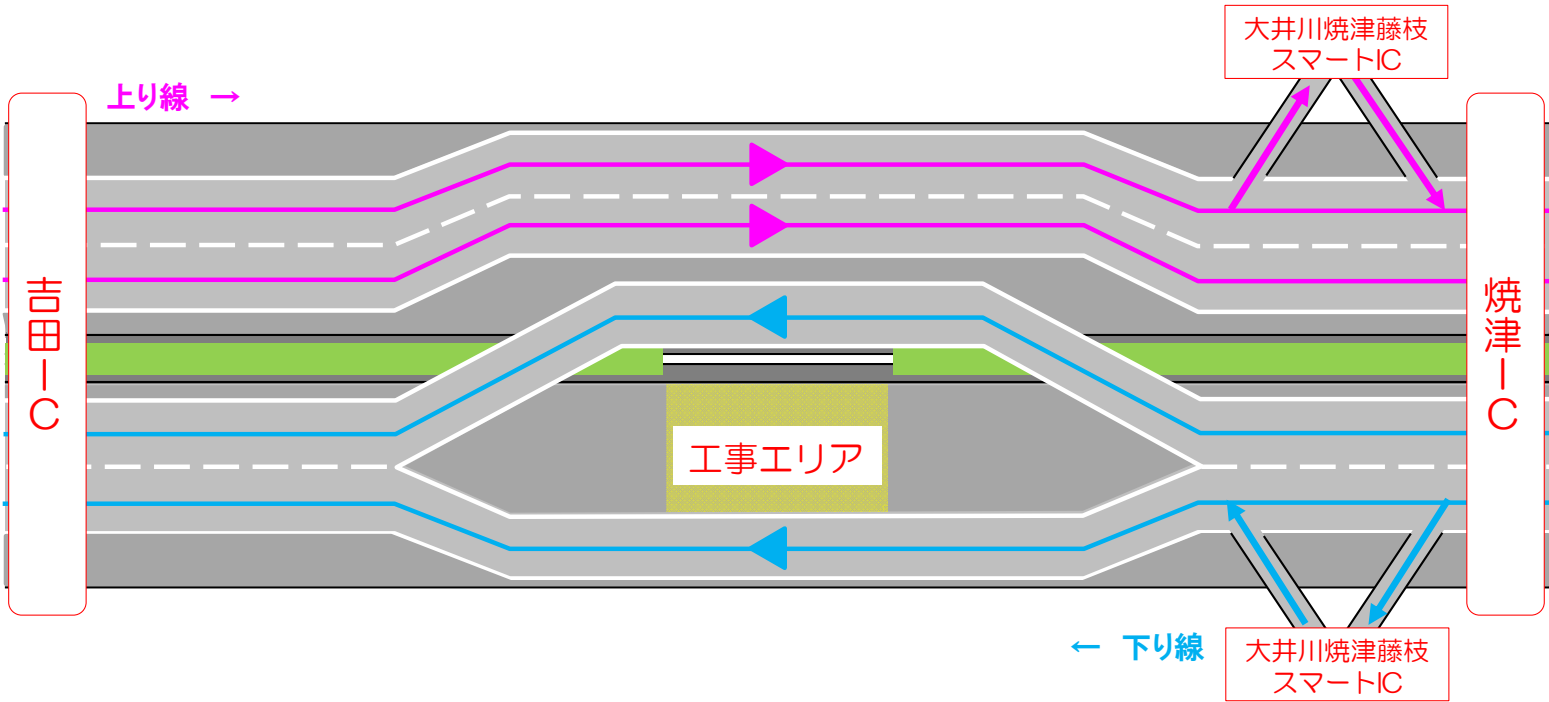 大井川焼津藤枝
スマートIC
上り線 →
吉田IC
焼津IC
工事エリア
← 下り線
大井川焼津藤枝
スマートIC